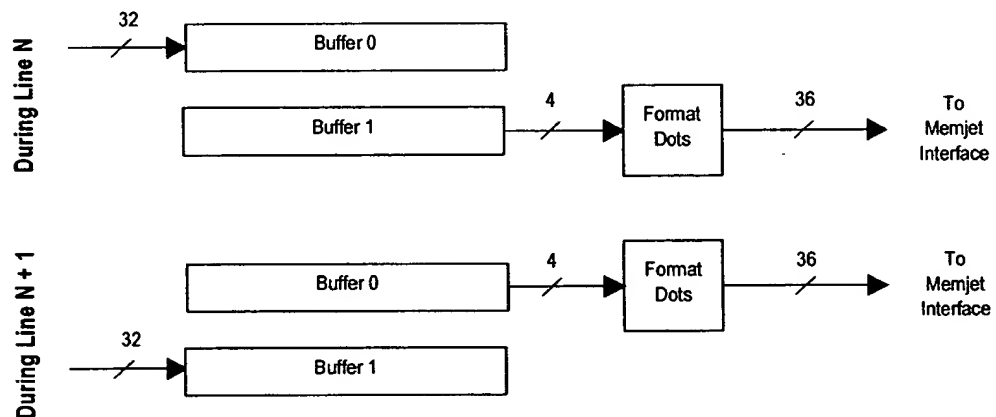 During Line N
32
Buffer 0
Buffer 1
4
Format
Dots
36
To
Memjet
Interface
During Line N + 1
Buffer 0
4
Format
Dots
36
To
Memjet
Interface
32
Buffer 1